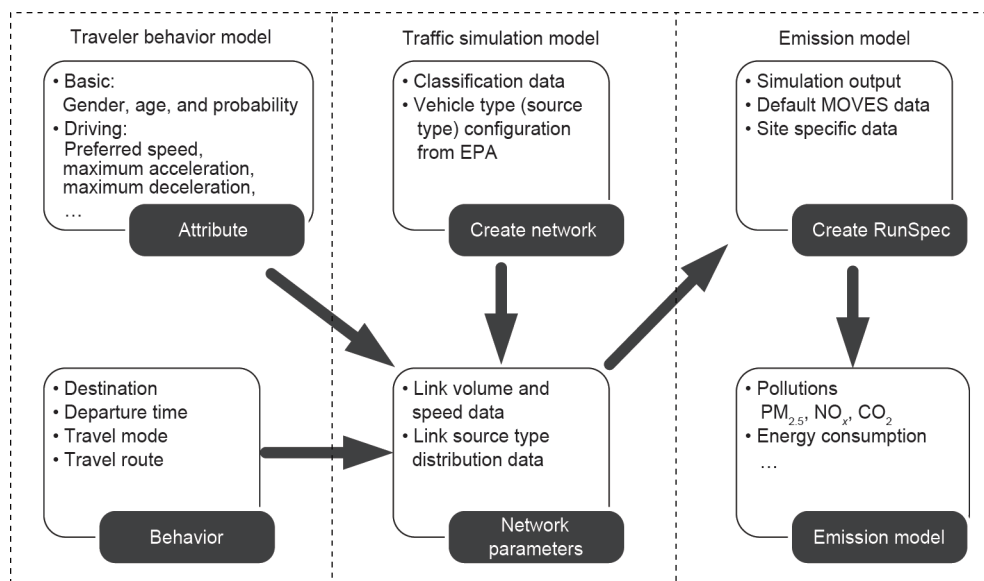 Traveler behavior model
• Basic:
Gender, age, and probability
• Driving:
Preferred speed,
maximum acceleration,
maximum deceleration,
…
Attribute
• Destination
• Departure time
• Travel mode
• Travel route
Behavior
Traffic simulation model
• Classification data
• Vehicle type (source
type) configuration
from EPA
Create network
• Link volume and
speed data
• Link source type
distribution data
Network
parameters
Emission model
• Simulation output
• Default MOVES data
• Site specific data
Create RunSpec
• Pollutions
PM2.5, NOx, CO2
• Energy consumption
…
Emission model